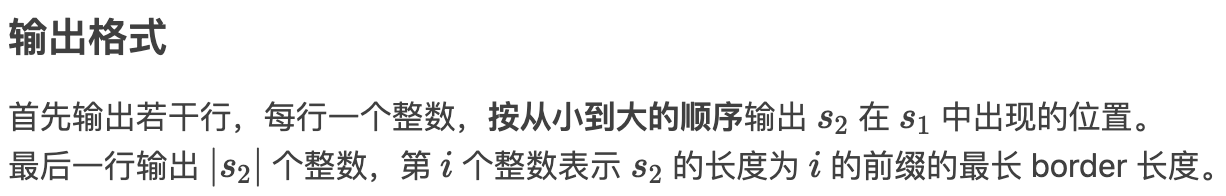 输出格式
首先输出若干行，每行一个整数，按从小到大的顺序输出 s₂ 在 s₁ 中出现的位置。
最后一行输出 |s₂| 个整数，第 i 个整数表示 s₂ 的长度为 i 的前缀的最长 border 长度。